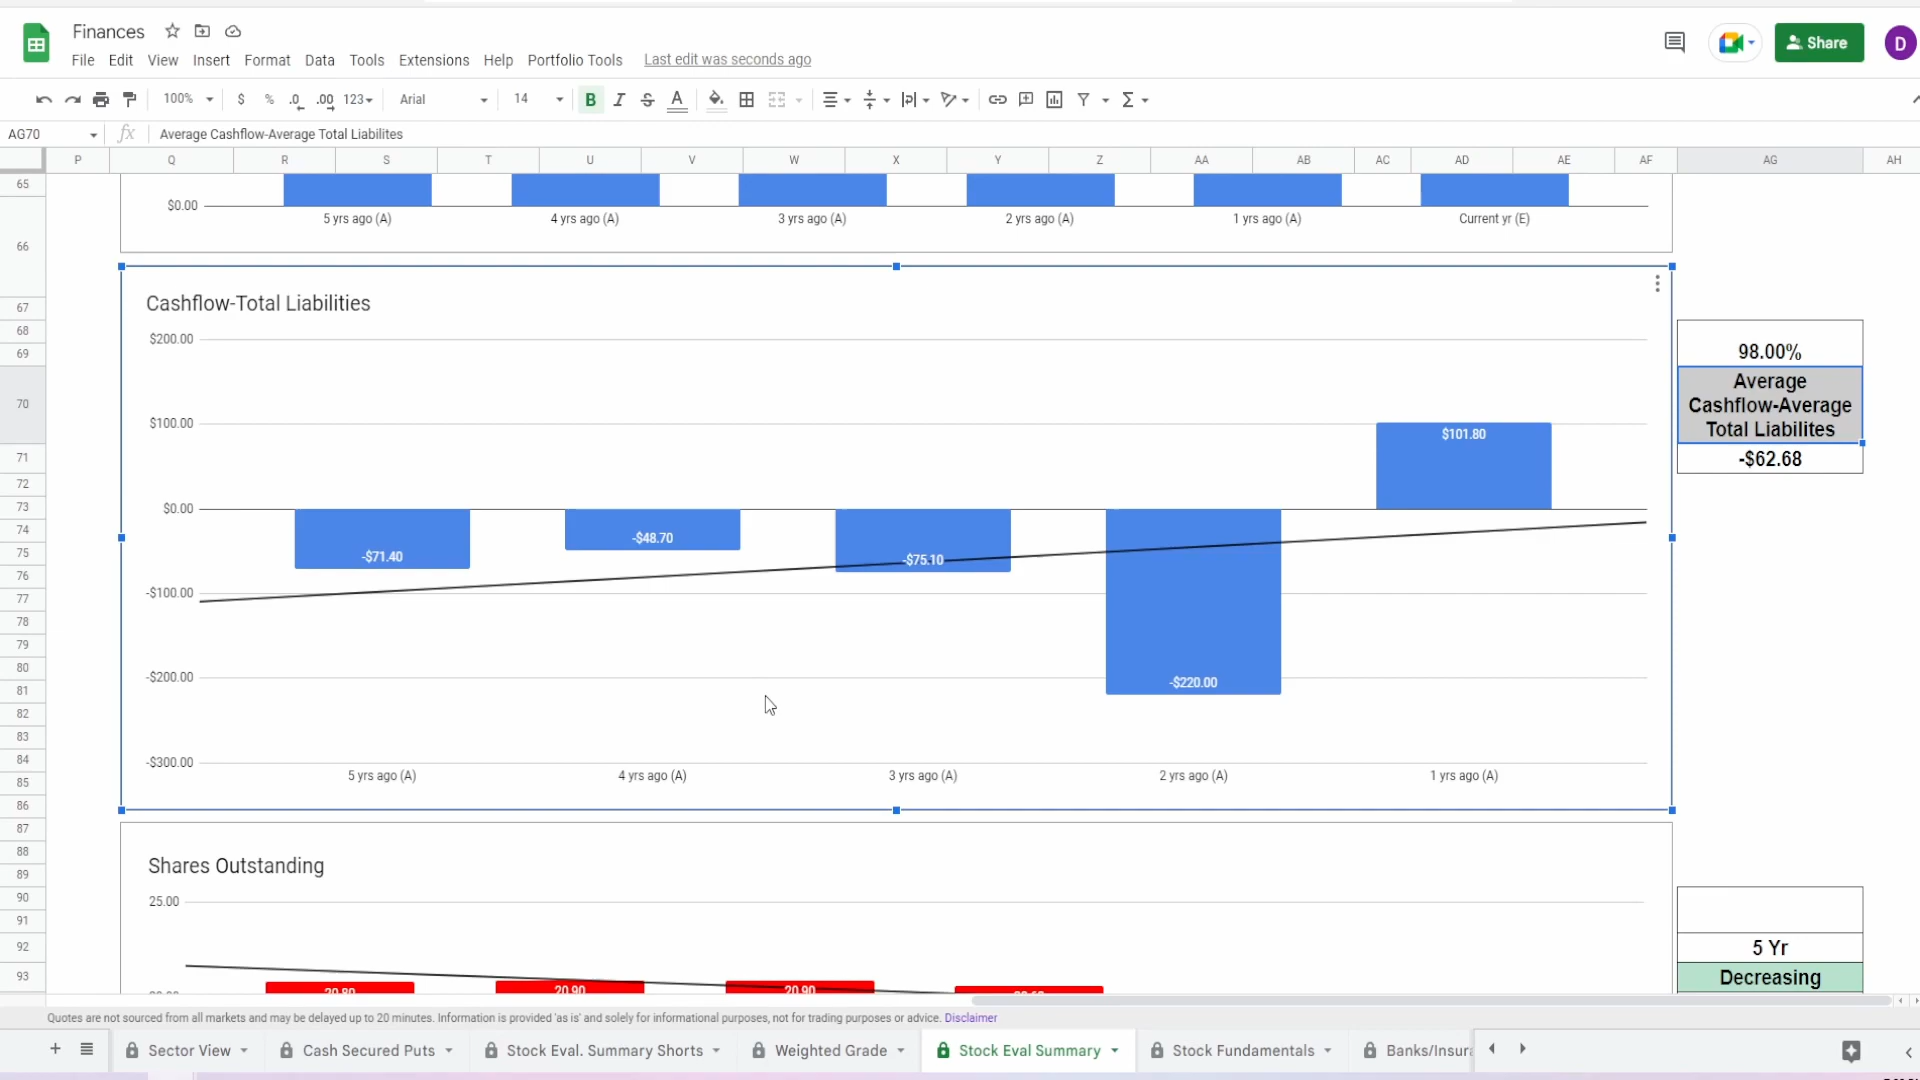 Finances
File Edit View Insert Format Data Tools Extensions Help Portfolio Tools Last edit was seconds ago
Share
D
100% $ % .0 .00 123 Arial 14 B I S A
AG70 fx Average Cashflow-Average Total Liabilites
P Q R S T U V W X Y Z AA AB AC AD AE AF AG AH
65
66
67
68
69
70
71
72
73
74
75
76
77
78
79
80
81
82
83
84
85
86
87
88
89
90
91
92
93
$0.00
5 yrs ago (A) 4 yrs ago (A) 3 yrs ago (A) 2 yrs ago (A) 1 yrs ago (A) Current yr (E)
Cashflow-Total Liabilities
$200.00
$100.00
$0.00
-$100.00
-$200.00
-$300.00
-$71.40
-$48.70
-$75.10
-$220.00
$101.80
5 yrs ago (A) 4 yrs ago (A) 3 yrs ago (A) 2 yrs ago (A) 1 yrs ago (A)
98.00%
Average
Cashflow-Average
Total Liabilites
-$62.68
Shares Outstanding
25.00
20.80 20.90 20.90
5 Yr
Decreasing
Quotes are not sourced from all markets and may be delayed up to 20 minutes. Information is provided 'as is' and solely for informational purposes, not for trading purposes or advice. Disclaimer
Sector View Cash Secured Puts Stock Eval. Summary Shorts Weighted Grade Stock Eval Summary Stock Fundamentals Banks/Insur